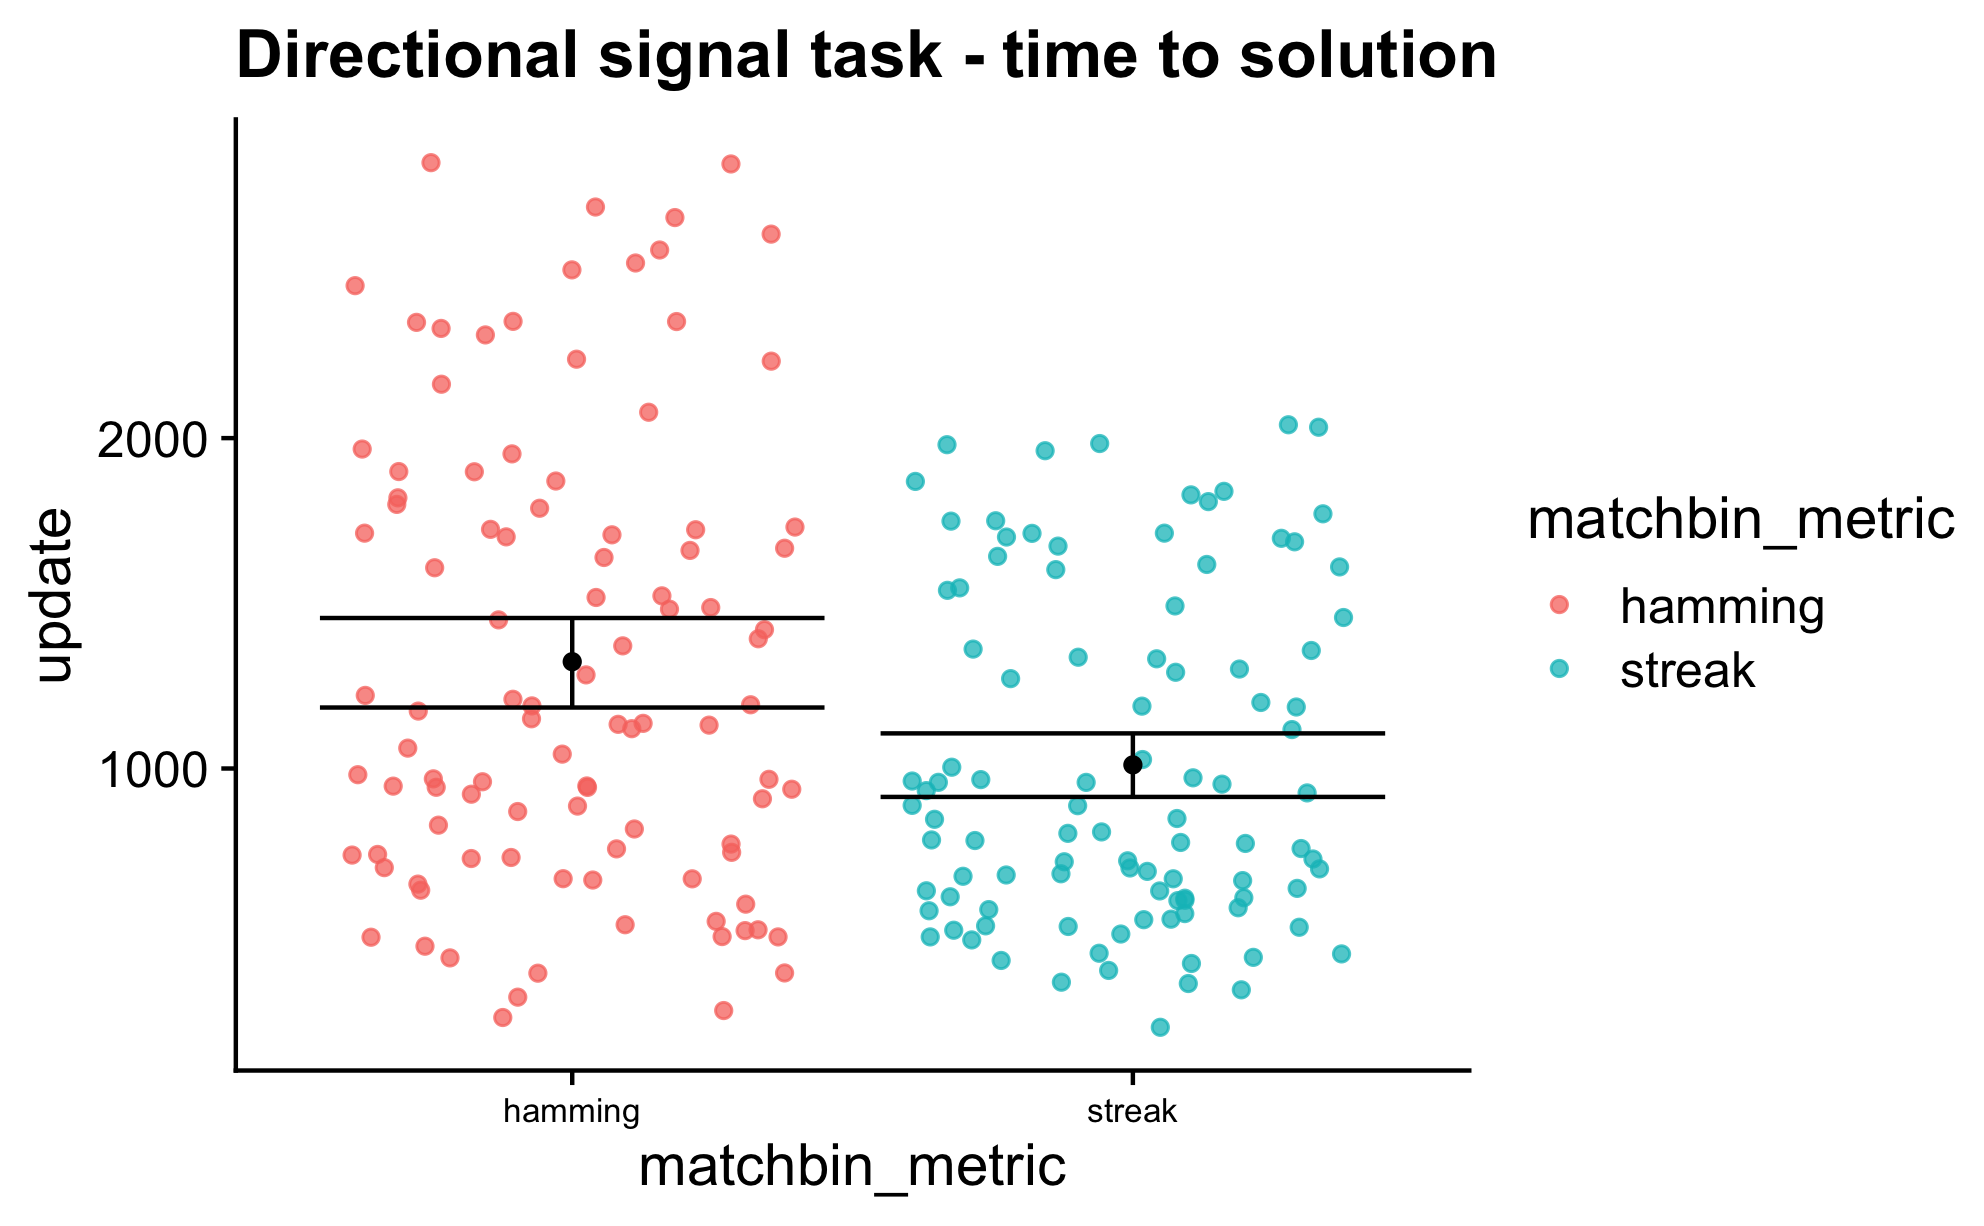 Directional signal task - time to solution
update
2000
1000
hamming
streak
matchbin_metric
matchbin_metric
hamming
streak